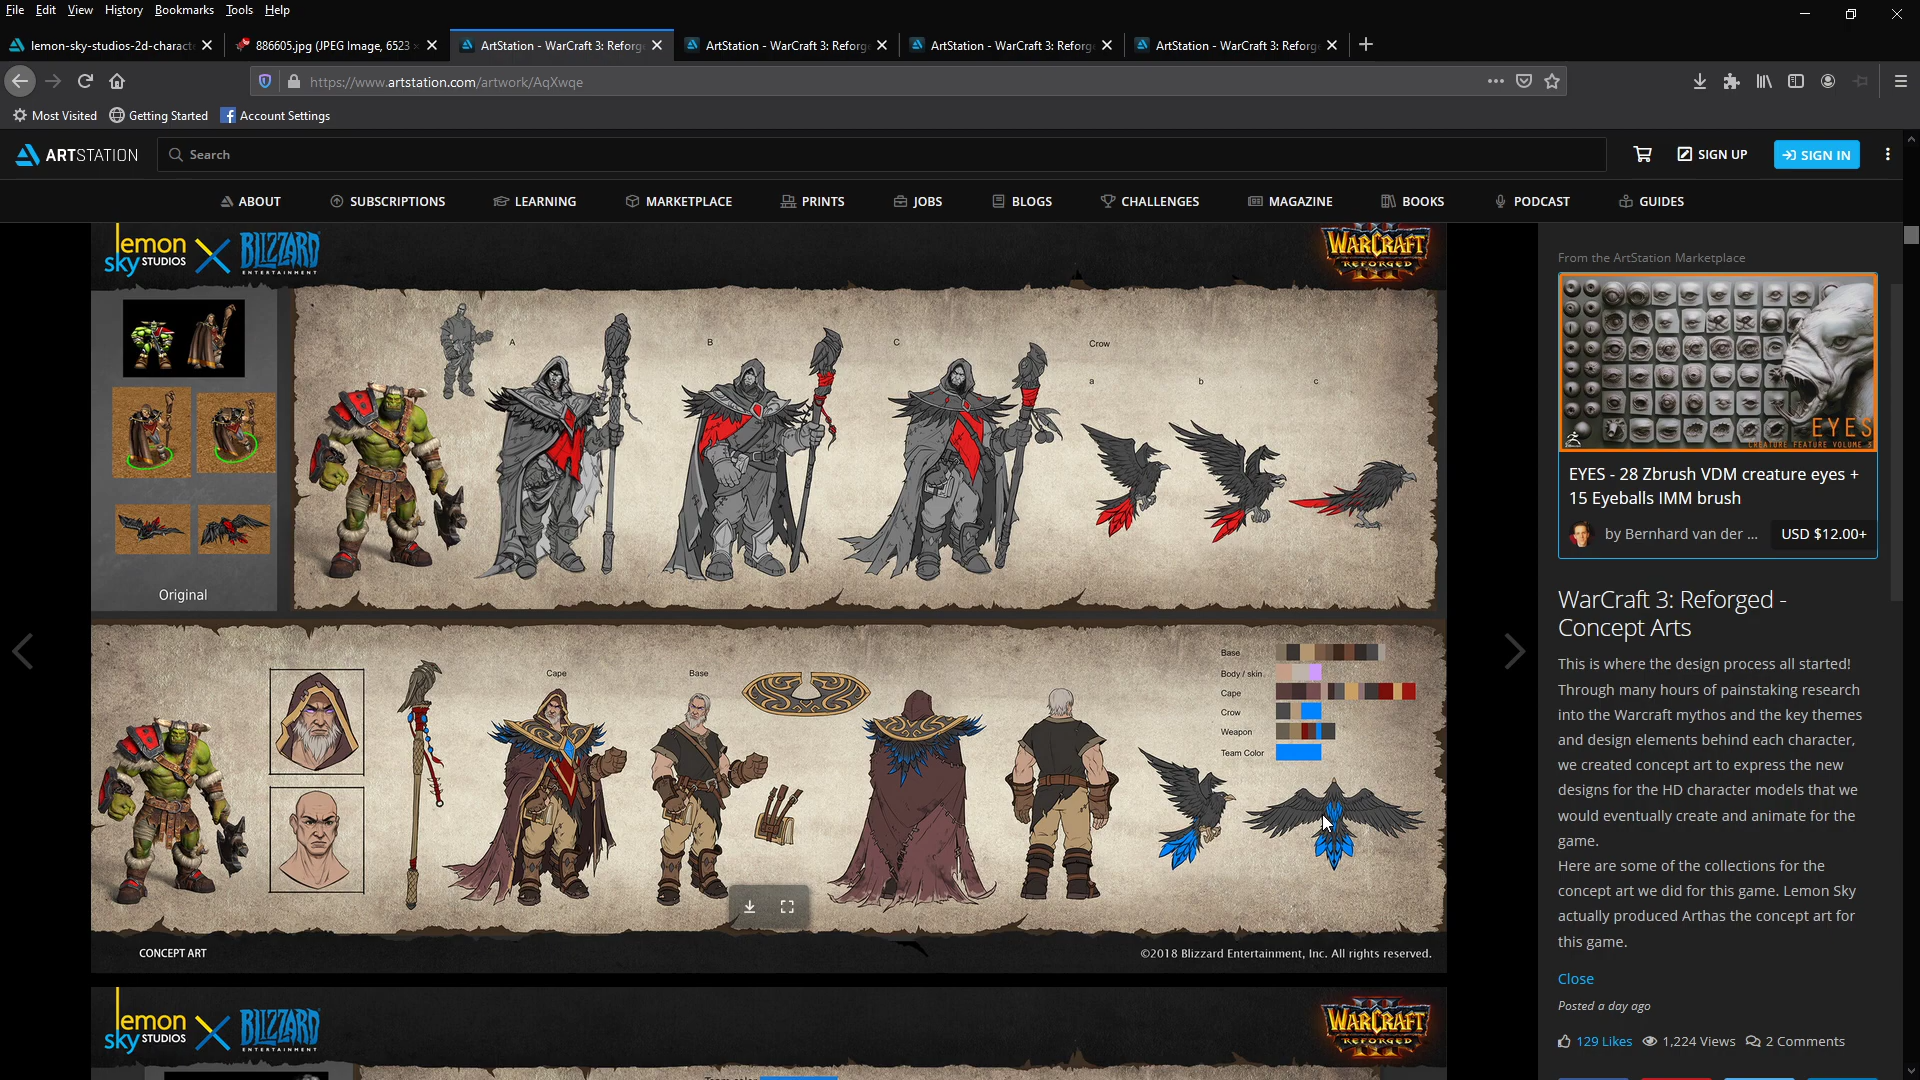 File Edit View History Bookmarks Tools Help
lemon-sky-studios-2d-charact
886605.jpg (JPEG Image, 6523
ArtStation - WarCraft 3: Reforg
ArtStation - WarCraft 3: Reforg
ArtStation - WarCraft 3: Reforg
ArtStation - WarCraft 3: Reforg
https://www.artstation.com/artwork/AqXwqe
Most Visited Getting Started Account Settings
ARTSTATION Search SIGN UP SIGN IN
ABOUT SUBSCRIPTIONS LEARNING MARKETPLACE PRINTS JOBS BLOGS CHALLENGES MAGAZINE BOOKS PODCAST GUIDES
lemon sky STUDIOS X BLIZZARD ENTERTAINMENT
WARCRAFT III REFORGED
A
B
C
Crow
a
b
c
Original
Cape
Base
Base
Body / skin
Cape
Crow
Weapon
Team Color
CONCEPT ART
©2018 Blizzard Entertainment, Inc. All rights reserved.
lemon sky STUDIOS X BLIZZARD ENTERTAINMENT
WARCRAFT III REFORGED
From the ArtStation Marketplace
EYES
CREATURE FEATURE VOLUME 3
EYES - 28 Zbrush VDM creature eyes +
15 Eyeballs IMM brush
by Bernhard van der ... USD $12.00+
WarCraft 3: Reforged -
Concept Arts
This is where the design process all started!
Through many hours of painstaking research
into the Warcraft mythos and the key themes
and design elements behind each character,
we created concept art to express the new
designs for the HD character models that we
would eventually create and animate for the
game.
Here are some of the collections for the
concept art we did for this game. Lemon Sky
actually produced Arthas the concept art for
this game.
Close
Posted a day ago
129 Likes 1,224 Views 2 Comments